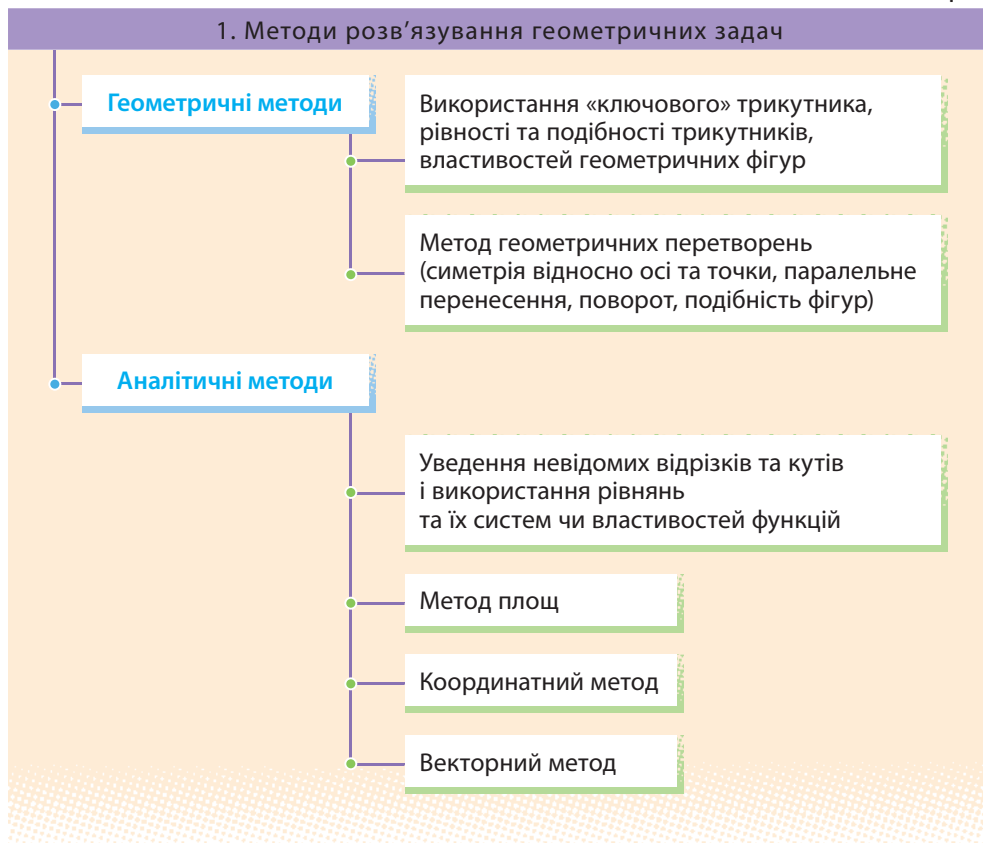 1. Методи розв’язування геометричних задач
Геометричні методи
Використання «ключового» трикутника,
рівності та подібності трикутників,
властивостей геометричних фігур
Метод геометричних перетворень
(симетрія відносно осі та точки, паралельне
перенесення, поворот, подібність фігур)
Аналітичні методи
Уведення невідомих відрізків та кутів
і використання рівнянь
та їх систем чи властивостей функцій
Метод площ
Координатний метод
Векторний метод